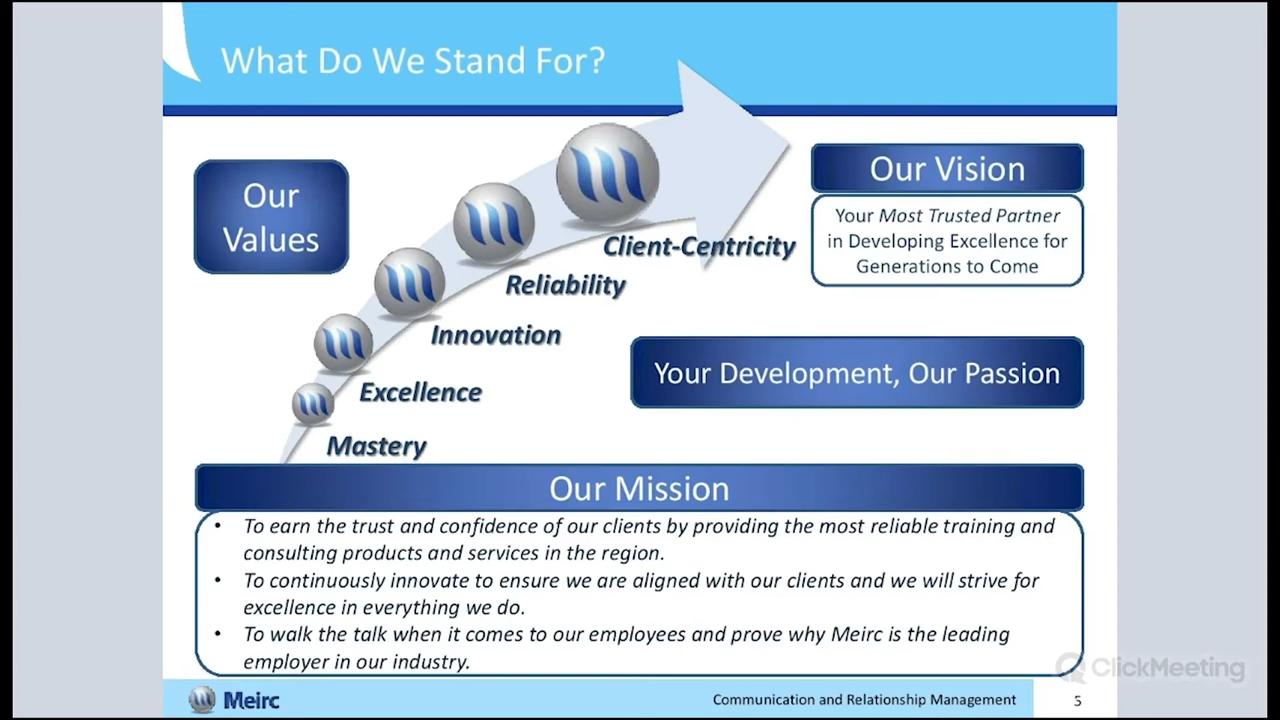 What Do We Stand For?
Our
Values
Client-Centricity
Reliability
Innovation
Excellence
Mastery
Our Vision
Your Most Trusted Partner
in Developing Excellence for
Generations to Come
Your Development, Our Passion
Our Mission
• To earn the trust and confidence of our clients by providing the most reliable training and
consulting products and services in the region.
• To continuously innovate to ensure we are aligned with our clients and we will strive for
excellence in everything we do.
• To walk the talk when it comes to our employees and prove why Meirc is the leading
employer in our industry.
ClickMeeting
Meirc
Communication and Relationship Management
5